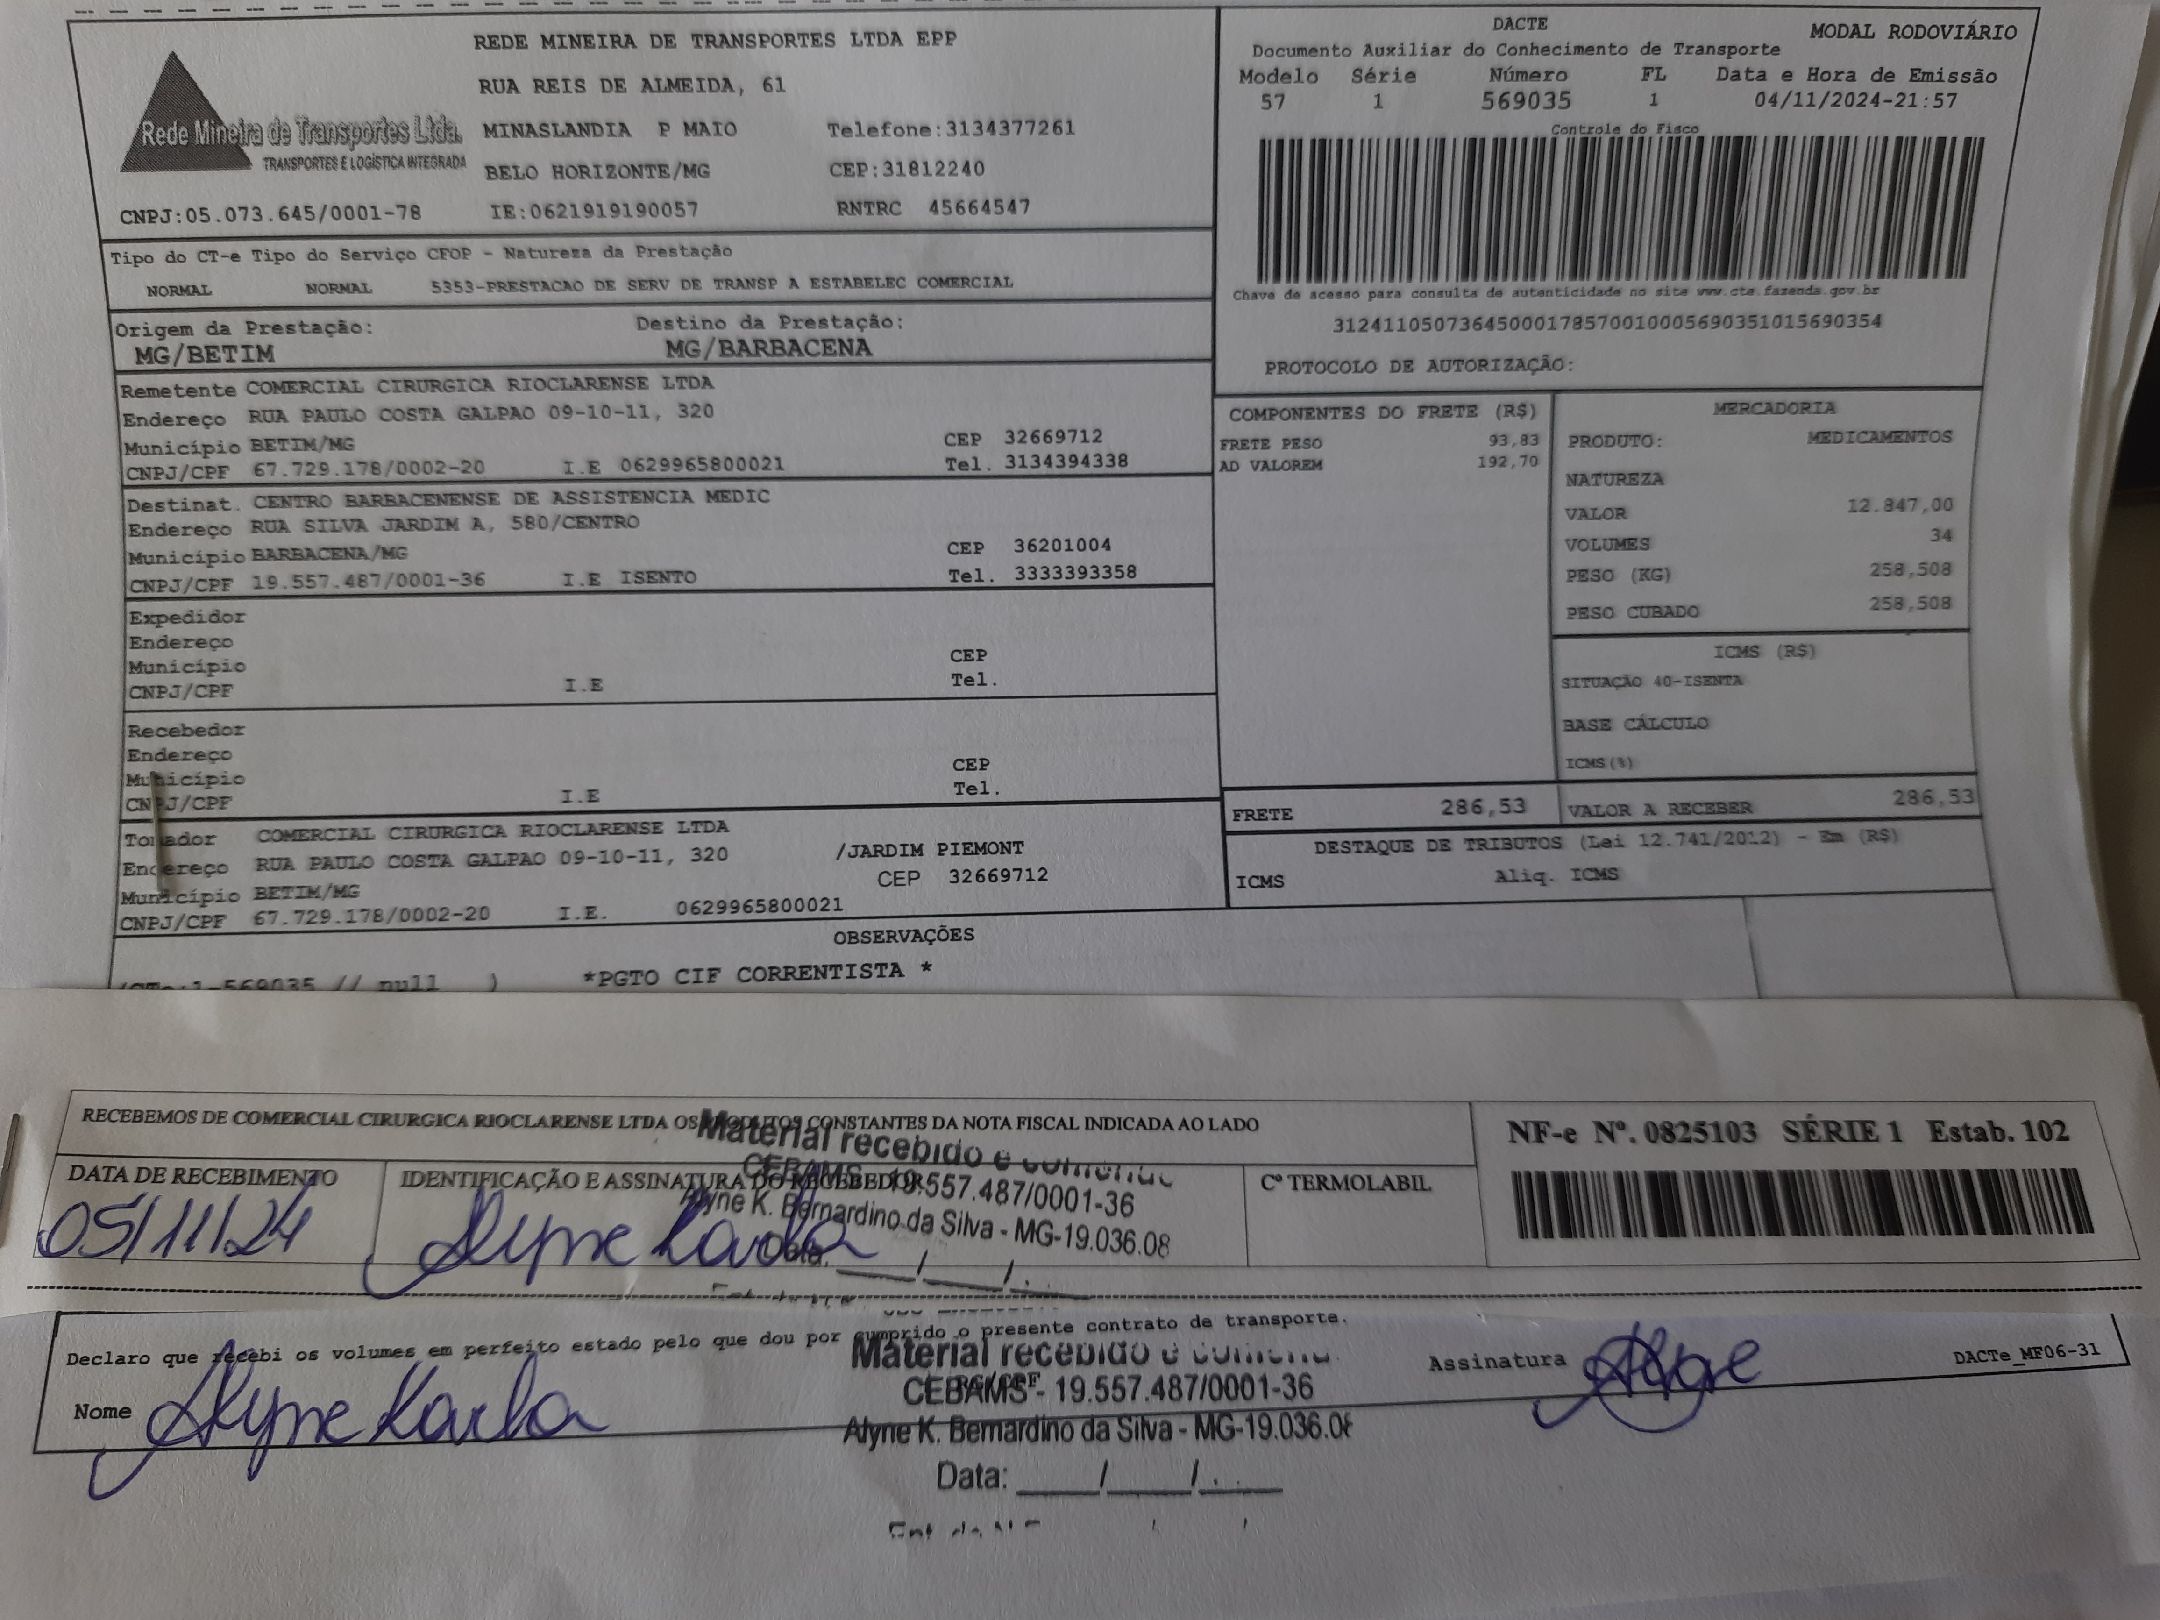 REDE MINEIRA DE TRANSPORTES LTDA EPP
RUA REIS DE ALMEIDA, 61
Rede Mineira de Transportes Ltda.
TRANSPORTES E LOGÍSTICA INTEGRADA
MINASLANDIA P MAIO Telefone:3134377261
BELO HORIZONTE/MG CEP:31812240
CNPJ:05.073.645/0001-78 IE:0621919190057 RNTRC 45664547
DACTE MODAL RODOVIÁRIO
Documento Auxiliar do Conhecimento de Transporte
Modelo Série Número FL Data e Hora de Emissão
57 1 569035 1 04/11/2024-21:57
Controle do Fisco
Chave de acesso para consulta de autenticidade no site www.cte.fazenda.gov.br
31241105073645000178570010005690351015690354
PROTOCOLO DE AUTORIZAÇÃO:
Tipo do CT-e Tipo do Serviço CFOP - Natureza da Prestação
NORMAL NORMAL 5353-PRESTACAO DE SERV DE TRANSP A ESTABELEC COMERCIAL
Origem da Prestação: Destino da Prestação:
MG/BETIM MG/BARBACENA
Remetente COMERCIAL CIRURGICA RIOCLARENSE LTDA
Endereço RUA PAULO COSTA GALPAO 09-10-11, 320
Município BETIM/MG CEP 32669712
CNPJ/CPF 67.729.178/0002-20 I.E 0629965800021 Tel. 3134394338
Destinat. CENTRO BARBACENENSE DE ASSISTENCIA MEDIC
Endereço RUA SILVA JARDIM A, 580/CENTRO
Município BARBACENA/MG CEP 36201004
CNPJ/CPF 19.557.487/0001-36 I.E ISENTO Tel. 3333393358
Expedidor
Endereço
Município CEP
CNPJ/CPF I.E Tel.
Recebedor
Endereço
Município CEP
CNPJ/CPF I.E Tel.
Tomador COMERCIAL CIRURGICA RIOCLARENSE LTDA
Endereço RUA PAULO COSTA GALPAO 09-10-11, 320 /JARDIM PIEMONT
Município BETIM/MG CEP 32669712
CNPJ/CPF 67.729.178/0002-20 I.E. 0629965800021
COMPONENTES DO FRETE (R$)
FRETE PESO 93,83
AD VALOREM 192,70
MERCADORIA
PRODUTO: MEDICAMENTOS
NATUREZA
VALOR 12.847,00
VOLUMES 34
PESO (KG) 258,508
PESO CUBADO 258,508
ICMS (R$)
SITUAÇÃO 40-ISENTA
BASE CÁLCULO
ICMS(%)
FRETE 286,53 VALOR A RECEBER 286,53
DESTAQUE DE TRIBUTOS (Lei 12.741/2012) - Em (R$)
ICMS Aliq. ICMS
OBSERVAÇÕES
(CTe:1-569035 // null ) *PGTO CIF CORRENTISTA *
RECEBEMOS DE COMERCIAL CIRURGICA RIOCLARENSE LTDA OS PRODUTOS CONSTANTES DA NOTA FISCAL INDICADA AO LADO
NF-e Nº. 0825103 SÉRIE 1 Estab. 102
DATA DE RECEBIMENTO IDENTIFICAÇÃO E ASSINATURA DO RECEBEDOR Cº TERMOLABIL
05/11/24 Alyne Karla
Material recebido e
CEBAMS - 19.557.487/0001-36
Alyne K. Bernardino da Silva - MG-19.036.08
Data: ___/___/
Declaro que recebi os volumes em perfeito estado pelo que dou por cumprido o presente contrato de transporte.
Nome Alyne Karla
Assinatura Alyne
DACTe_MF06-31
Material recebido e
CEBAMS - 19.557.487/0001-36
Alyne K. Bernardino da Silva - MG-19.036.08
Data: ___/___/